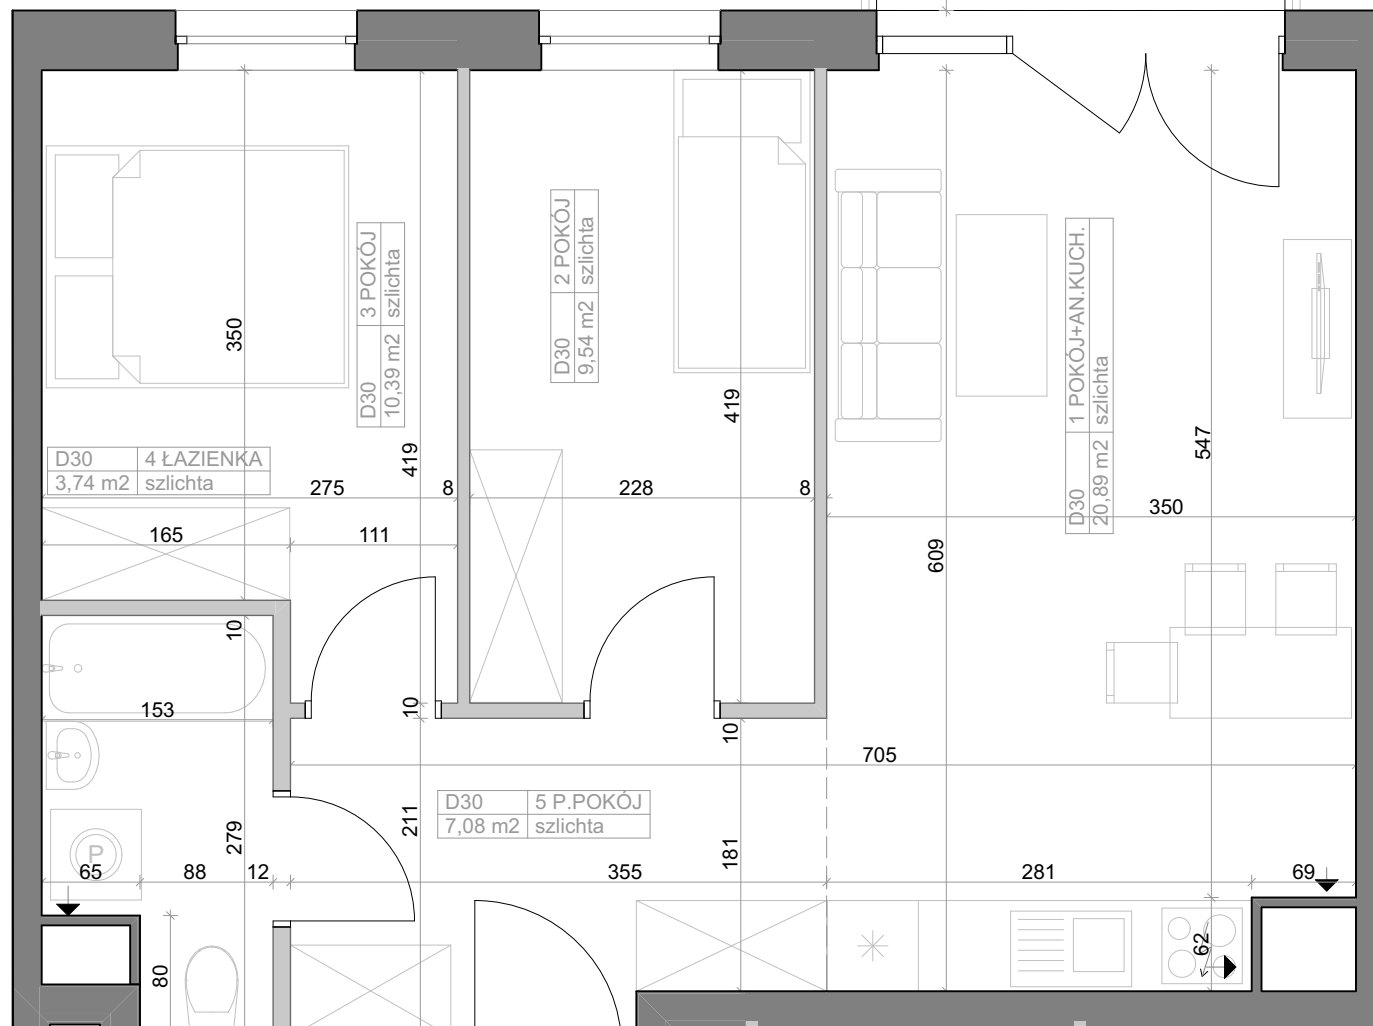 D30 3 POKÓJ
10,39 m2 szlichta
D30 2 POKÓJ
9,54 m2 szlichta
D30 1 POKÓJ+AN.KUCH.
20,89 m2 szlichta
350
419
419
547
D30 4 ŁAZIENKA
3,74 m2 szlichta
275
8
228
8
350
165
111
609
10
153
10
10
705
D30 5 P.POKÓJ
7,08 m2 szlichta
279
211
181
P
65
88
12
355
281
69
62
80